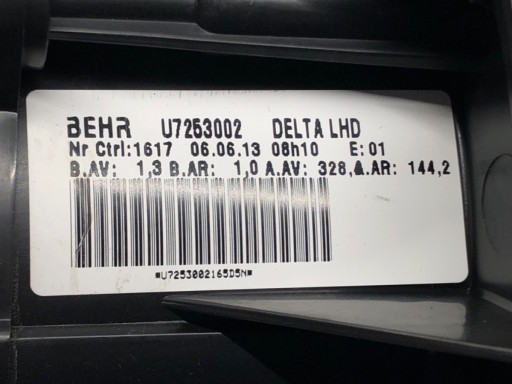 BEHR U7253002 DELTA LHD
Nr Ctrl:1617 06.06.13 08h10 E:01
B.AV: 1,3 B.AR: 1,0 A.AV: 328,&.AR: 144,2
*U7253002165D5N*